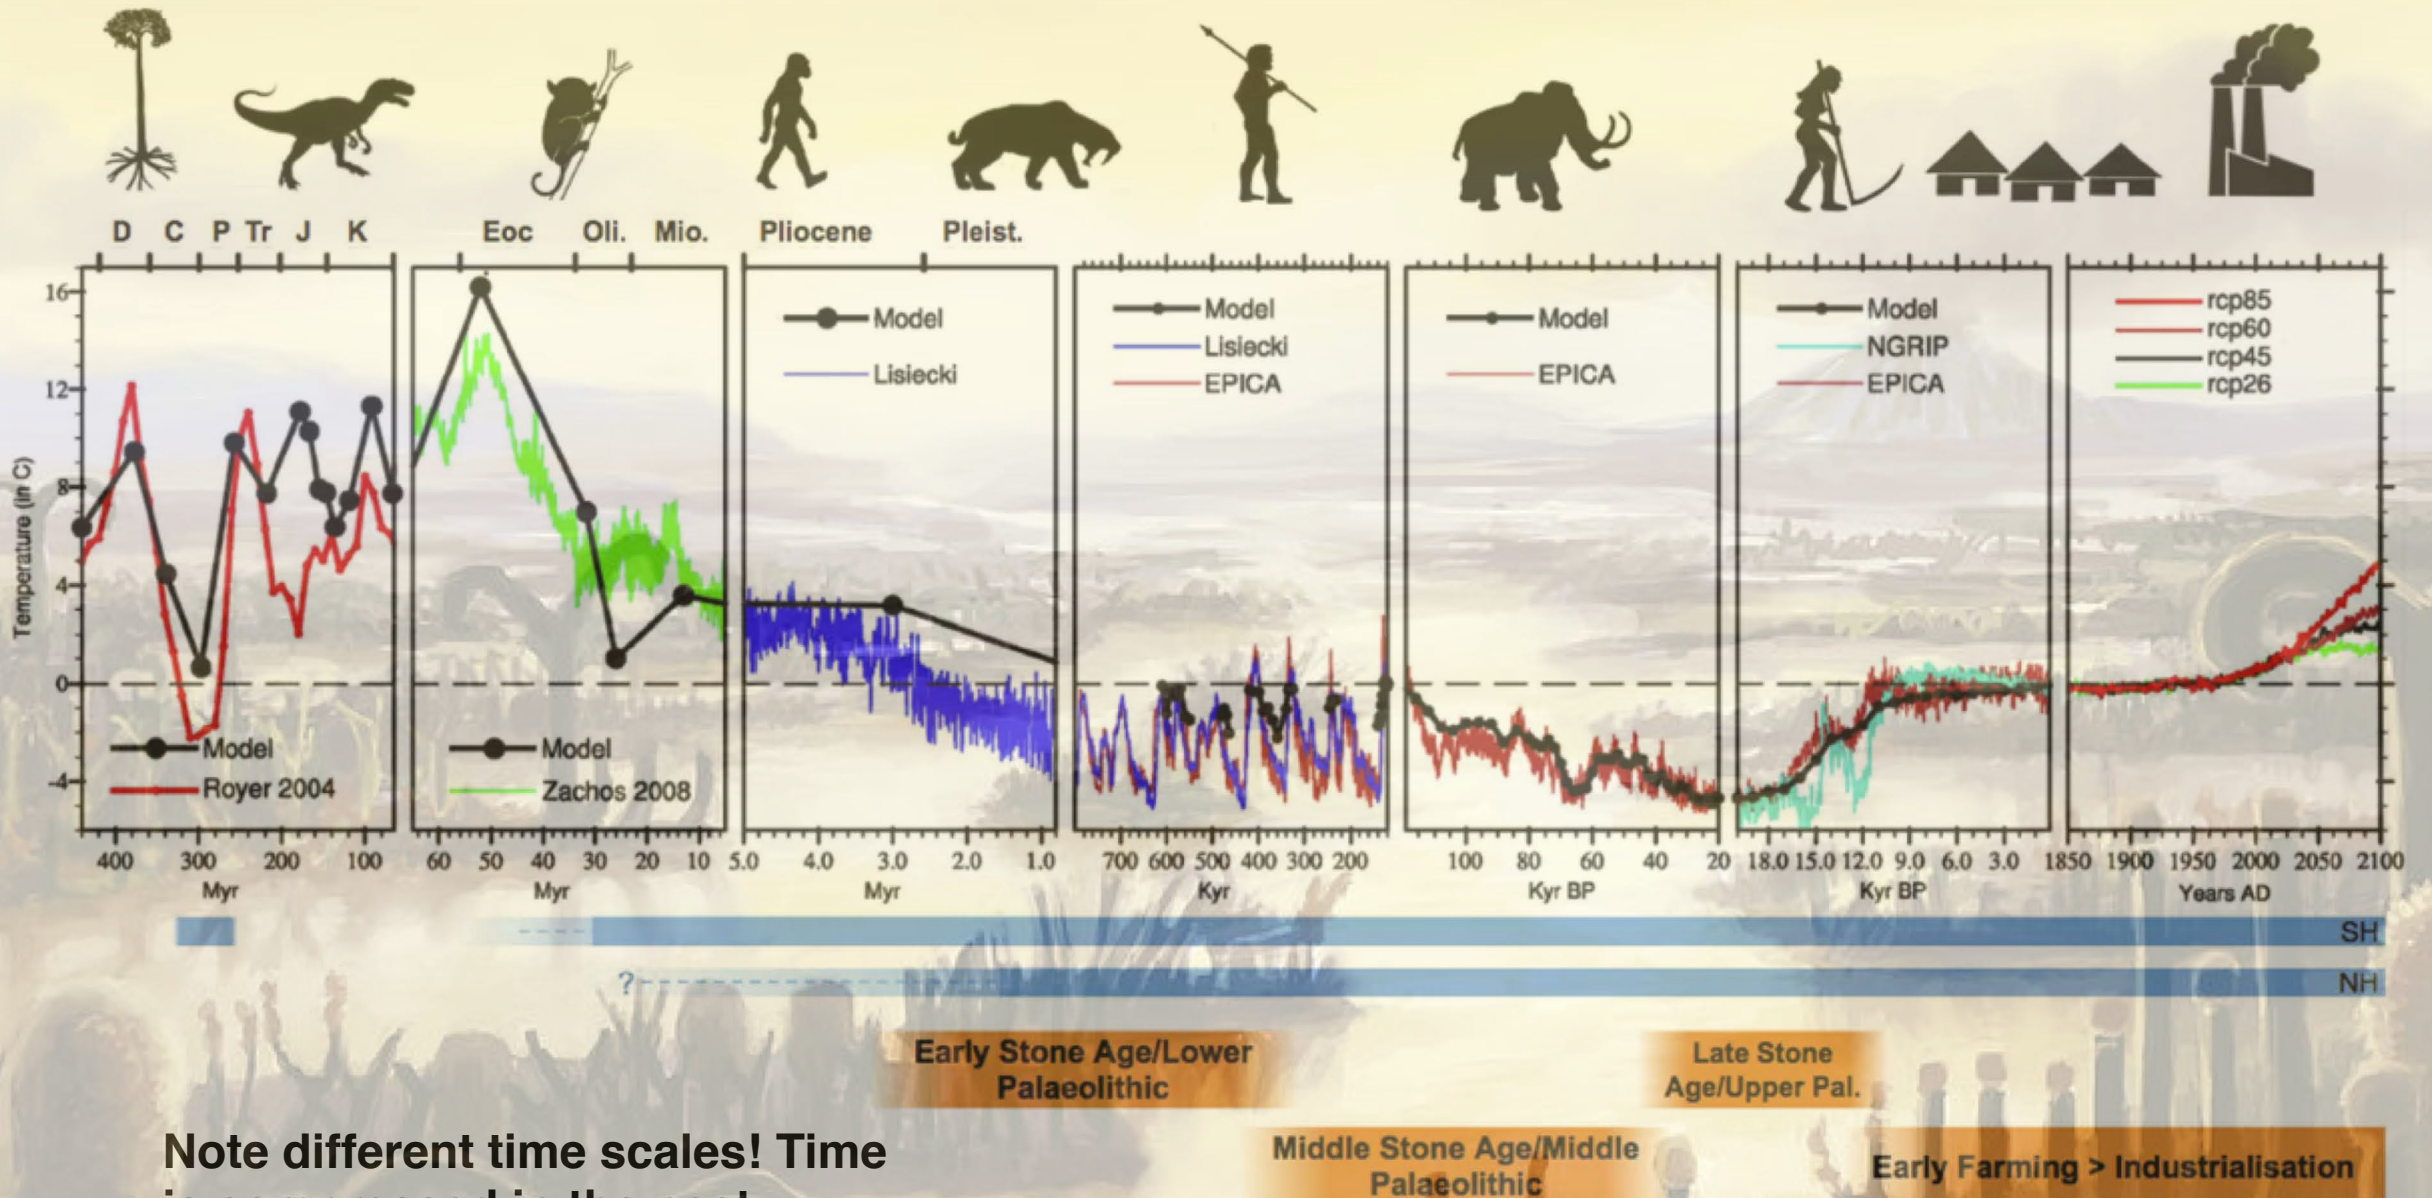 D C P Tr J K Eoc Oli. Mio. Pliocene Pleist.
16
12
8
4
0
-4
Temperature (in C)
Model
Royer 2004
400 300 200 100
Myr
Model
Zachos 2008
60 50 40 30 20 10
Myr
Model
Lisiecki
5.0 4.0 3.0 2.0 1.0
Myr
Model
Lisiecki
EPICA
700 600 500 400 300 200
Kyr
Model
EPICA
100 80 60 40 20
Kyr BP
Model
NGRIP
EPICA
18.0 15.0 12.0 9.0 6.0 3.0
Kyr BP
rcp85
rcp60
rcp45
rcp26
1850 1900 1950 2000 2050 2100
Years AD
SH
?
NH
Early Stone Age/Lower
Palaeolithic
Late Stone
Age/Upper Pal.
Middle Stone Age/Middle
Palaeolithic
Early Farming > Industrialisation
Note different time scales! Time